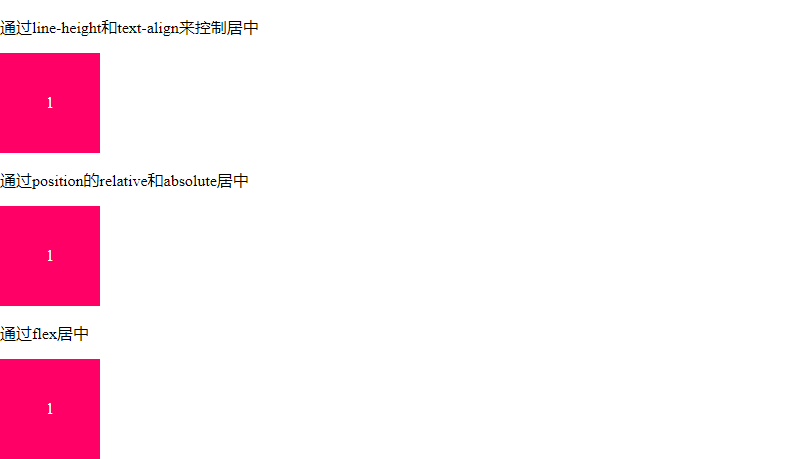 通过line-height和text-align来控制居中
1
通过position的relative和absolute居中
1
通过flex居中
1